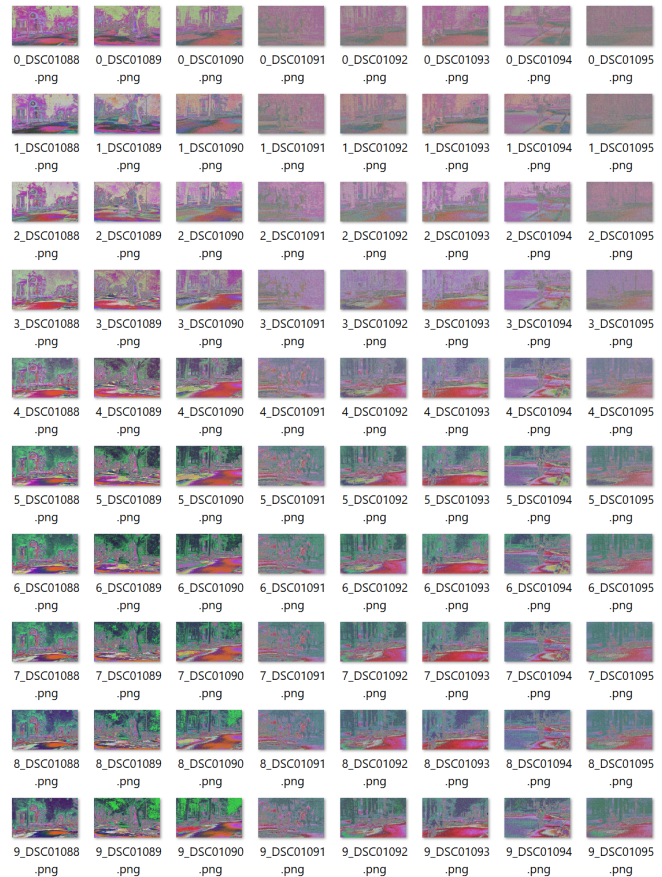 0_DSC01088 0_DSC01089 0_DSC01090 0_DSC01091 0_DSC01092 0_DSC01093 0_DSC01094 0_DSC01095
.png .png .png .png .png .png .png .png
1_DSC01088 1_DSC01089 1_DSC01090 1_DSC01091 1_DSC01092 1_DSC01093 1_DSC01094 1_DSC01095
.png .png .png .png .png .png .png .png
2_DSC01088 2_DSC01089 2_DSC01090 2_DSC01091 2_DSC01092 2_DSC01093 2_DSC01094 2_DSC01095
.png .png .png .png .png .png .png .png
3_DSC01088 3_DSC01089 3_DSC01090 3_DSC01091 3_DSC01092 3_DSC01093 3_DSC01094 3_DSC01095
.png .png .png .png .png .png .png .png
4_DSC01088 4_DSC01089 4_DSC01090 4_DSC01091 4_DSC01092 4_DSC01093 4_DSC01094 4_DSC01095
.png .png .png .png .png .png .png .png
5_DSC01088 5_DSC01089 5_DSC01090 5_DSC01091 5_DSC01092 5_DSC01093 5_DSC01094 5_DSC01095
.png .png .png .png .png .png .png .png
6_DSC01088 6_DSC01089 6_DSC01090 6_DSC01091 6_DSC01092 6_DSC01093 6_DSC01094 6_DSC01095
.png .png .png .png .png .png .png .png
7_DSC01088 7_DSC01089 7_DSC01090 7_DSC01091 7_DSC01092 7_DSC01093 7_DSC01094 7_DSC01095
.png .png .png .png .png .png .png .png
8_DSC01088 8_DSC01089 8_DSC01090 8_DSC01091 8_DSC01092 8_DSC01093 8_DSC01094 8_DSC01095
.png .png .png .png .png .png .png .png
9_DSC01088 9_DSC01089 9_DSC01090 9_DSC01091 9_DSC01092 9_DSC01093 9_DSC01094 9_DSC01095
.png .png .png .png .png .png .png .png